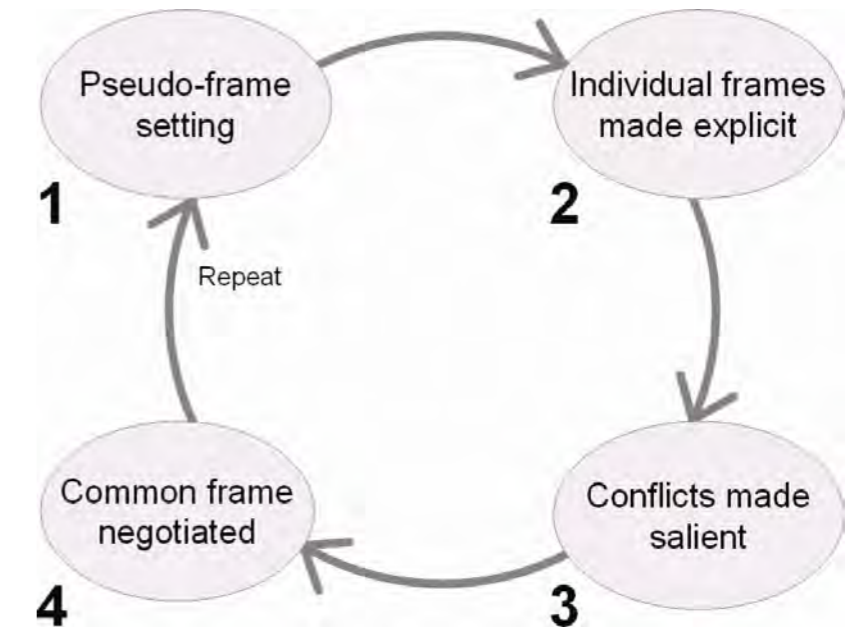 Pseudo-frame
setting
1
Individual frames
made explicit
2
Conflicts made
salient
3
Common frame
negotiated
4
Repeat